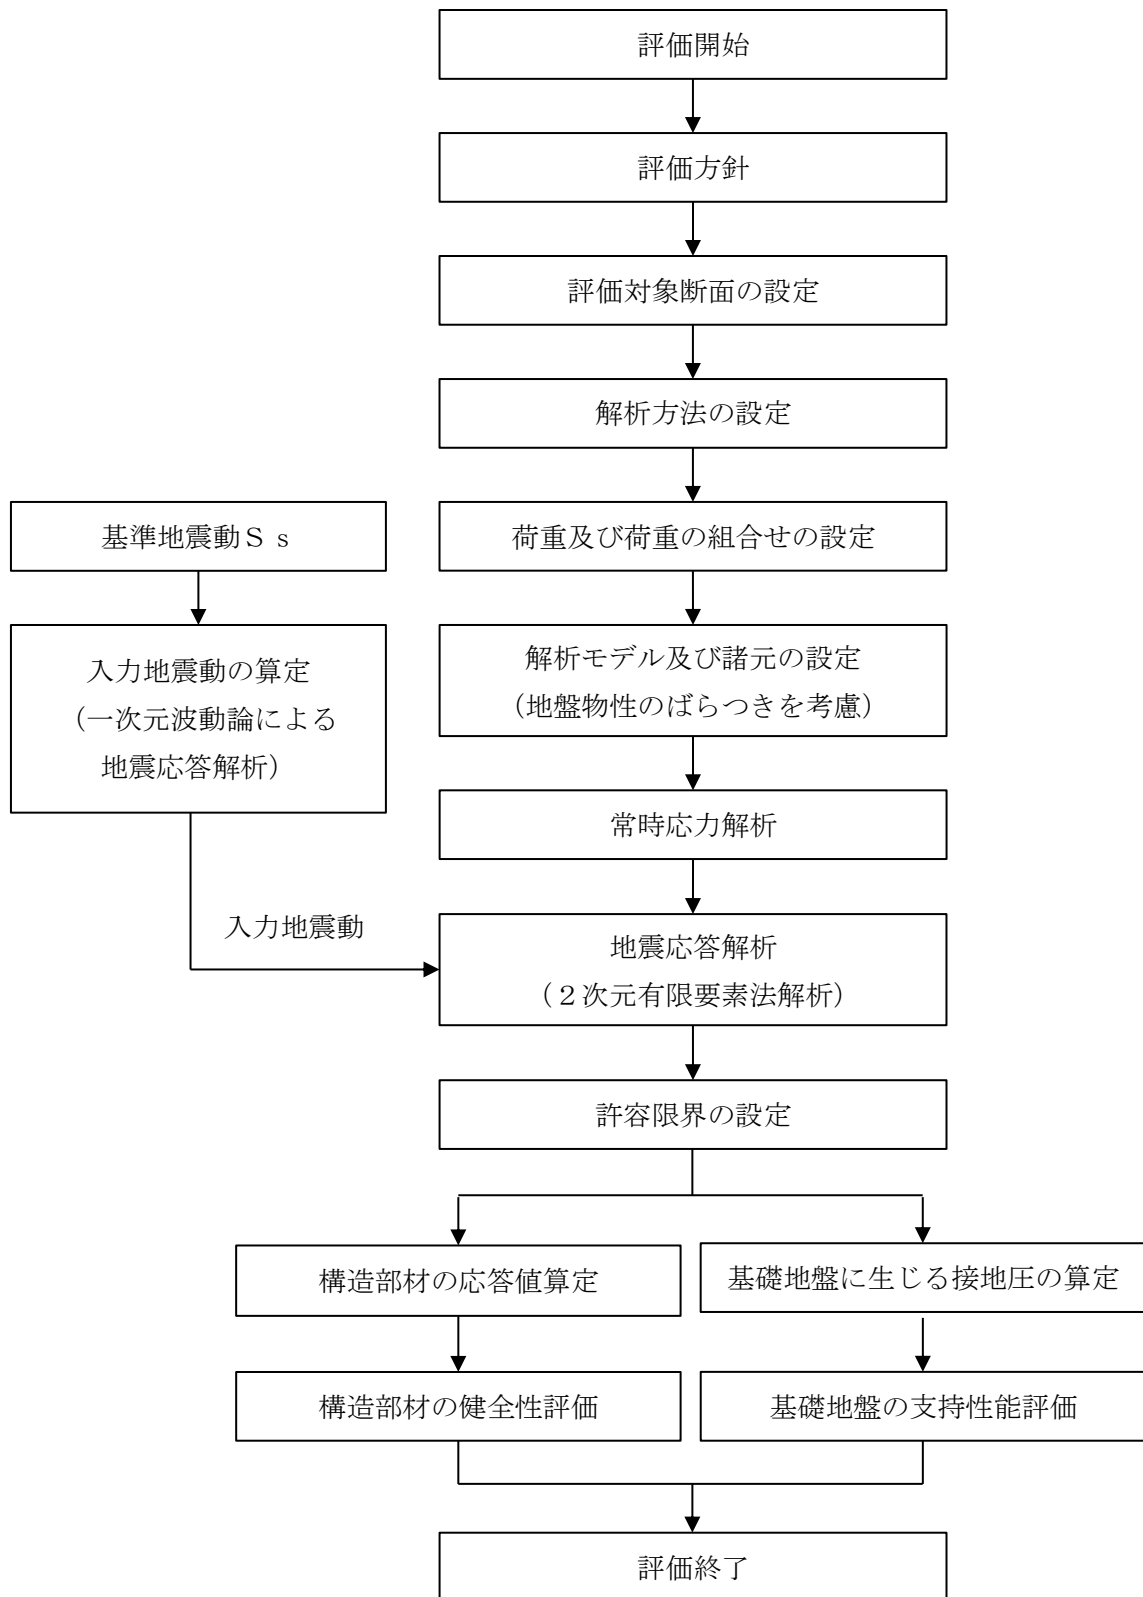 評価開始
評価方針
評価対象断面の設定
解析方法の設定
基準地震動Ｓｓ
荷重及び荷重の組合せの設定
入力地震動の算定
（一次元波動論による
地震応答解析）
解析モデル及び諸元の設定
（地盤物性のばらつきを考慮）
常時応力解析
入力地震動
地震応答解析
（２次元有限要素法解析）
許容限界の設定
構造部材の応答値算定
基礎地盤に生じる接地圧の算定
構造部材の健全性評価
基礎地盤の支持性能評価
評価終了